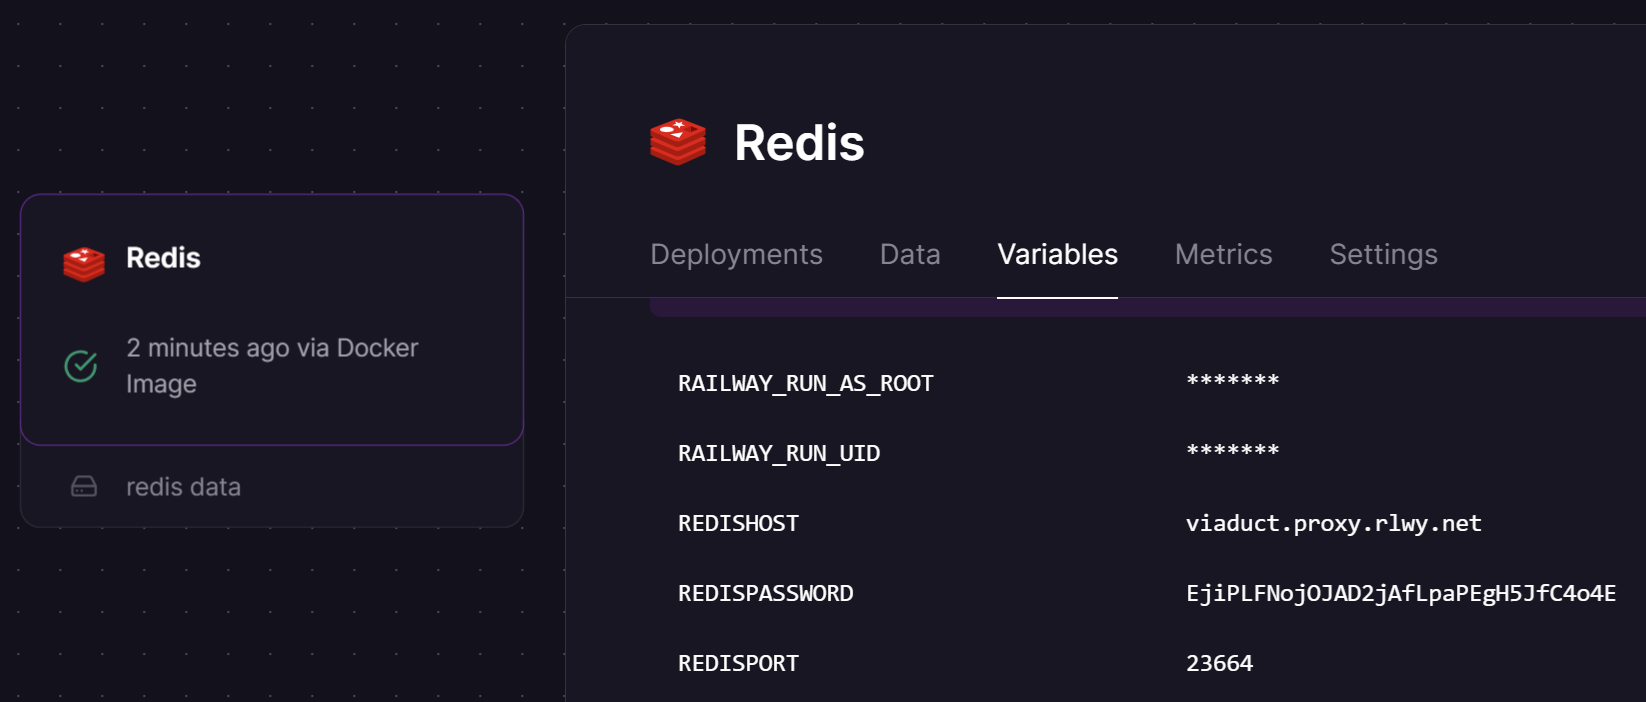 Redis
2 minutes ago via Docker
Image
redis data
Redis
Deployments Data Variables Metrics Settings
RAILWAY_RUN_AS_ROOT *******
RAILWAY_RUN_UID *******
REDISHOST viaduct.proxy.rlwy.net
REDISPASSWORD EjiPLFNojOJAD2jAfLpaPEgH5JfC4o4E
REDISPORT 23664